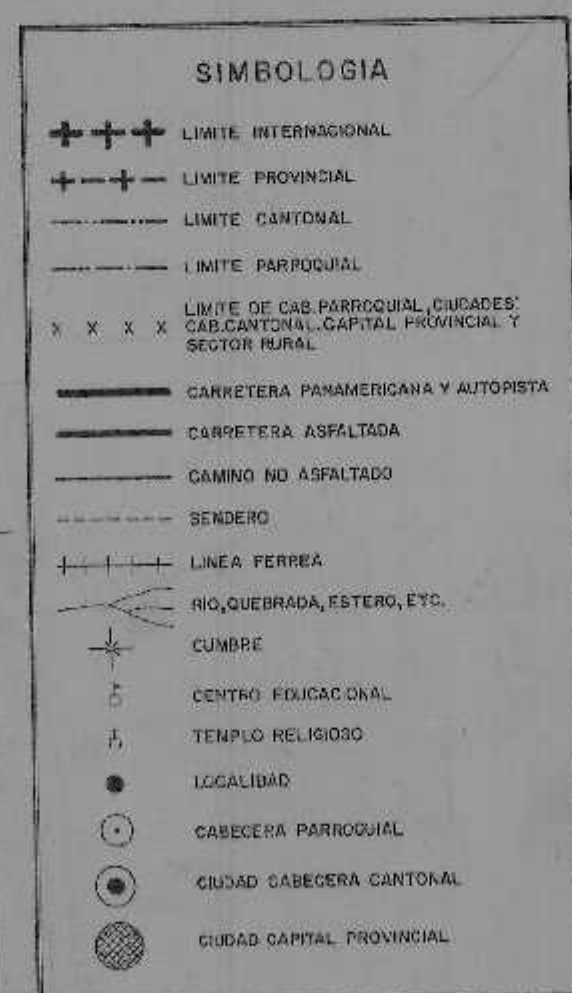 SIMBOLOGIA
LIMITE INTERNACIONAL
LIMITE PROVINCIAL
LIMITE CANTONAL
LIMITE PARROQUIAL
X X X X LIMITE DE CAB. PARROQUIAL, CIUDADES:
CAB. CANTONAL, CAPITAL PROVINCIAL Y
SECTOR RURAL
CARRETERA PANAMERICANA Y AUTOPISTA
CARRETERA ASFALTADA
CAMINO NO ASFALTADO
SENDERO
LINEA FERREA
RIO, QUEBRADA, ESTERO, ETC.
CUMBRE
CENTRO EDUCACIONAL
TEMPLO RELIGIOSO
LOCALIDAD
CABECERA PARROQUIAL
CIUDAD CABECERA CANTONAL
CIUDAD CAPITAL PROVINCIAL